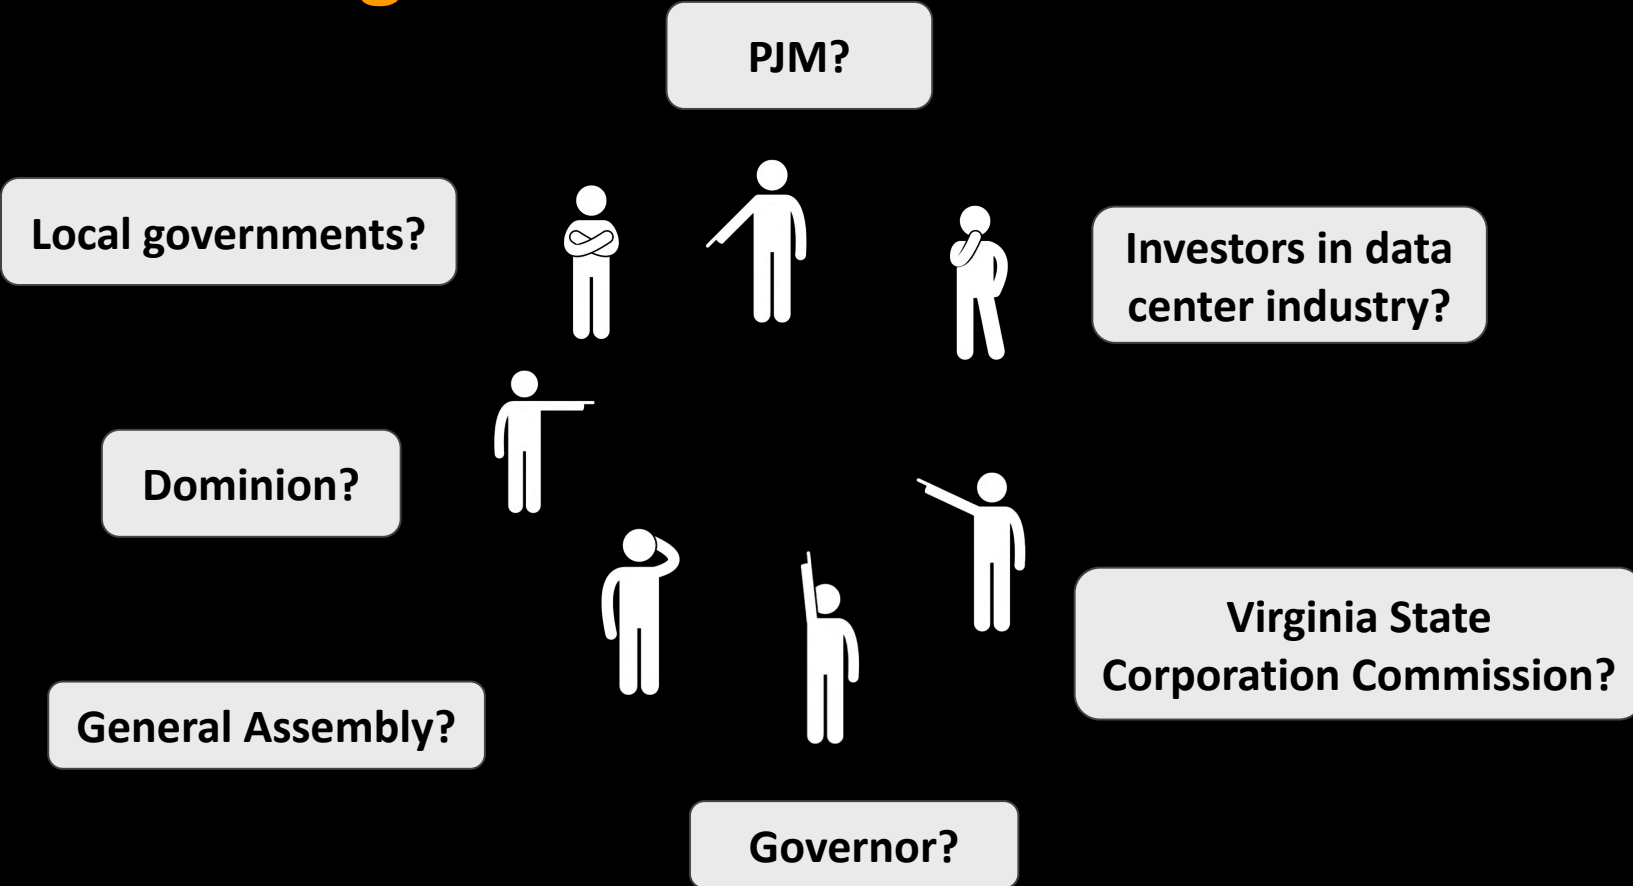 PJM?
Local governments?
Investors in data
center industry?
Dominion?
Virginia State
Corporation Commission?
General Assembly?
Governor?